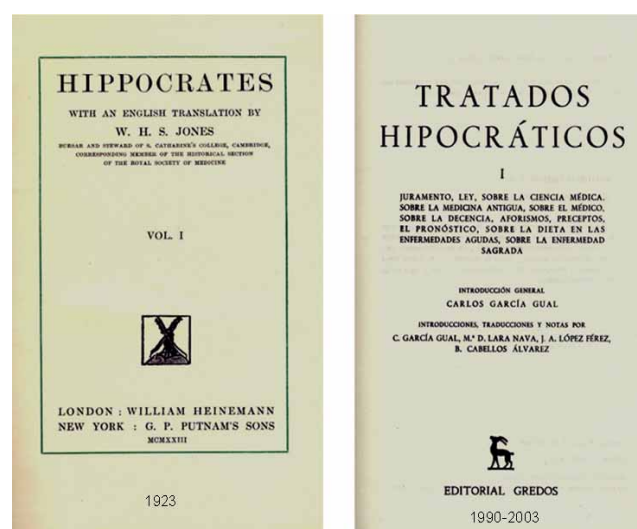 HIPPOCRATES
WITH AN ENGLISH TRANSLATION BY
W. H. S. JONES
BURSAR AND STEWARD OF S. CATHARINE'S COLLEGE, CAMBRIDGE,
CORRESPONDING MEMBER OF THE HISTORICAL SECTION
OF THE ROYAL SOCIETY OF MEDICINE
VOL. I
LONDON : WILLIAM HEINEMANN
NEW YORK : G. P. PUTNAM'S SONS
MCMXXIII
1923
TRATADOS
HIPOCRÁTICOS
I
JURAMENTO, LEY, SOBRE LA CIENCIA MÉDICA.
SOBRE LA MEDICINA ANTIGUA, SOBRE EL MÉDICO,
SOBRE LA DECENCIA, AFORISMOS, PRECEPTOS,
EL PRONÓSTICO, SOBRE LA DIETA EN LAS
ENFERMEDADES AGUDAS, SOBRE LA ENFERMEDAD
SAGRADA
INTRODUCCIÓN GENERAL
CARLOS GARCÍA GUAL
INTRODUCCIONES, TRADUCCIONES Y NOTAS POR
C. GARCÍA GUAL, M.ª D. LARA NAVA, J. A. LÓPEZ FÉREZ,
B. CABELLOS ÁLVAREZ
EDITORIAL GREDOS
1990-2003